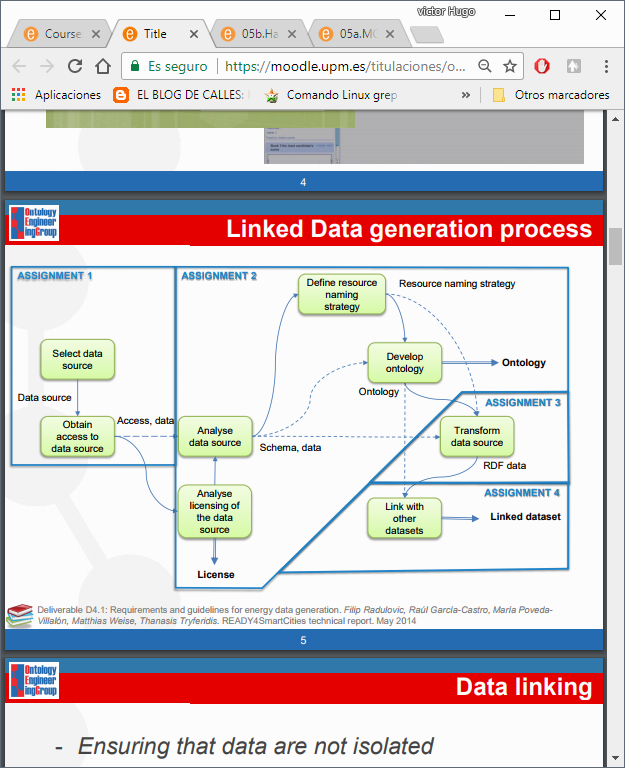 victor Hugo
Course
Title
05b.Ha
05a.MO
Es seguro
https://moodle.upm.es/titulaciones/o...
Aplicaciones
EL BLOG DE CALLES:
Comando Linux grep
»
Otros marcadores
4
Ontology
Engineer
ingGroup
Linked Data generation process
ASSIGNMENT 1
ASSIGNMENT 2
Define resource
naming
strategy
Resource naming strategy
Select data
source
Develop
ontology
Ontology
Data source
Ontology
ASSIGNMENT 3
Obtain
access to
data source
Access, data
Analyse
data source
Schema, data
Transform
data source
RDF data
Analyse
licensing of
the data
source
ASSIGNMENT 4
Link with
other
datasets
Linked dataset
License
Deliverable D4.1: Requirements and guidelines for energy data generation. Filip Radulovic, Raúl García-Castro, María Poveda-
Villalón, Matthias Weise, Thanasis Tryferidis. READY4SmartCities technical report. May 2014
5
Ontology
Engineer
ingGroup
Data linking
- Ensuring that data are not isolated